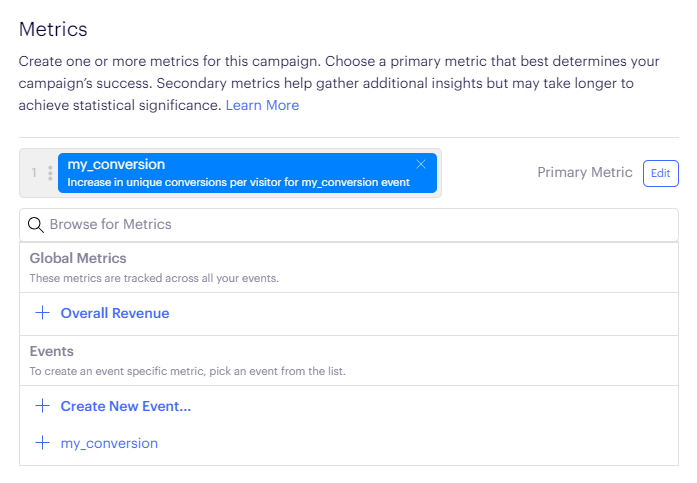 Metrics
Create one or more metrics for this campaign. Choose a primary metric that best determines your
campaign’s success. Secondary metrics help gather additional insights but may take longer to
achieve statistical significance. Learn More
1
my_conversion
Increase in unique conversions per visitor for my_conversion event
Primary Metric
Edit
Browse for Metrics
Global Metrics
These metrics are tracked across all your events.
Overall Revenue
Events
To create an event specific metric, pick an event from the list.
Create New Event...
my_conversion